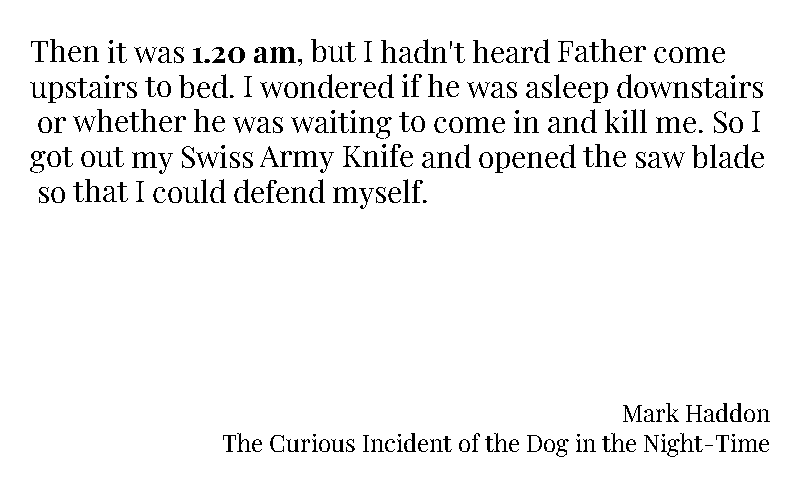 Then it was 1.20 am, but I hadn't heard Father come
upstairs to bed. I wondered if he was asleep downstairs
or whether he was waiting to come in and kill me. So I
got out my Swiss Army Knife and opened the saw blade
so that I could defend myself.
Mark Haddon
The Curious Incident of the Dog in the Night-Time